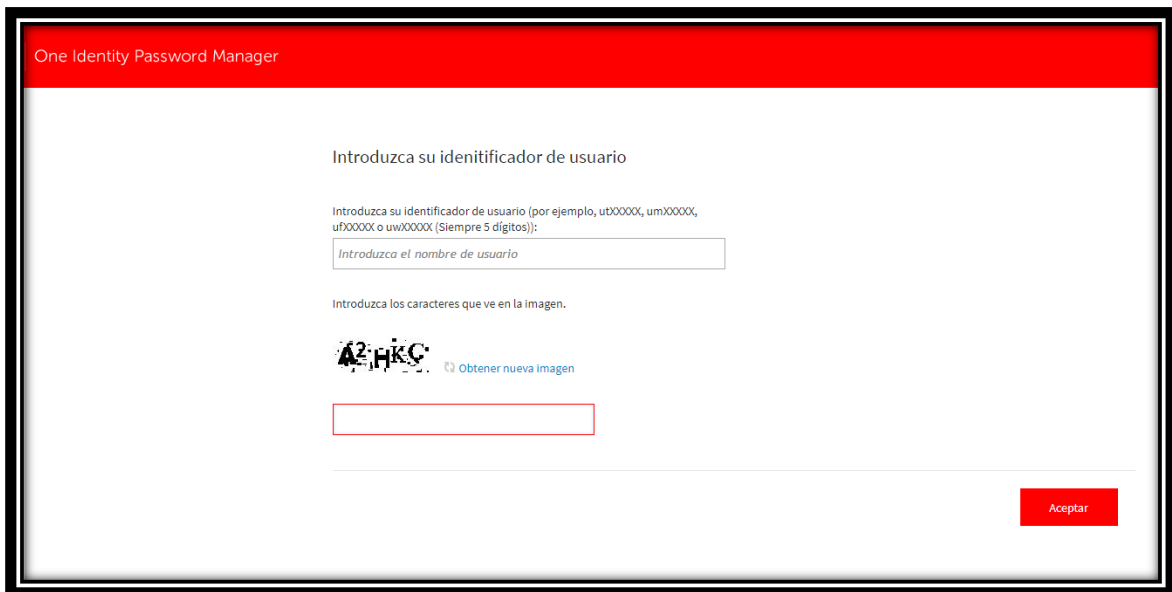 One Identity Password Manager
Introduzca su idenitificador de usuario
Introduzca su identificador de usuario (por ejemplo, utXXXXX, umXXXXX,
ufXXXXX o uwXXXXX (Siempre 5 dígitos)):
Introduzca el nombre de usuario
Introduzca los caracteres que ve en la imagen.
Obtener nueva imagen
Aceptar